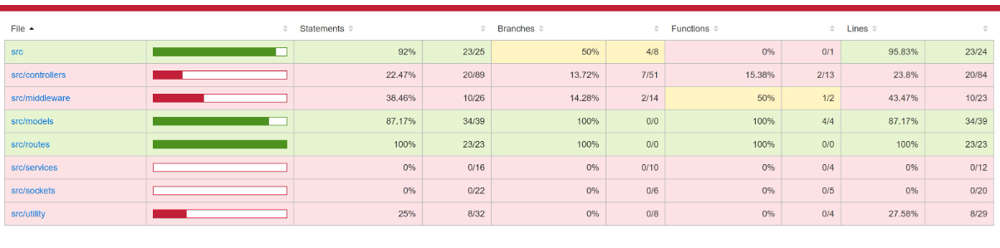 File Statements Branches Functions Lines
src 92% 23/25 50% 4/8 0% 0/1 95.83% 23/24
src/controllers 22.47% 20/89 13.72% 7/51 15.38% 2/13 23.8% 20/84
src/middleware 38.46% 10/26 14.28% 2/14 50% 1/2 43.47% 10/23
src/models 87.17% 34/39 100% 0/0 100% 4/4 87.17% 34/39
src/routes 100% 23/23 100% 0/0 100% 0/0 100% 23/23
src/services 0% 0/16 0% 0/10 0% 0/4 0% 0/12
src/sockets 0% 0/22 0% 0/6 0% 0/5 0% 0/20
src/utility 25% 8/32 0% 0/8 0% 0/4 27.58% 8/29